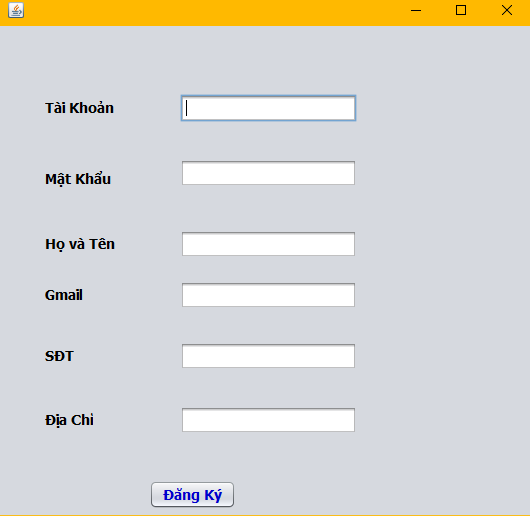 Tài Khoản
Mật Khẩu
Họ và Tên
Gmail
SĐT
Địa Chỉ
Đăng Ký